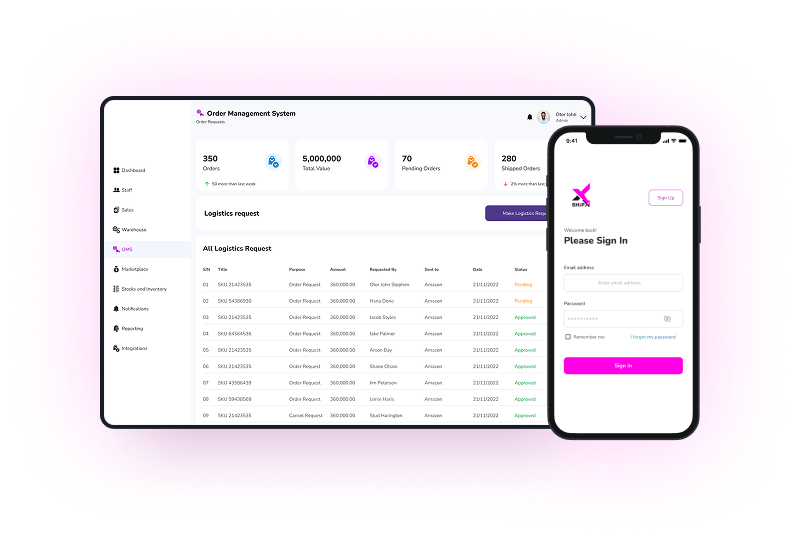 Order Management System
Order Requests
Otor John
Admin
Dashboard
Staff
Sales
Warehouse
OMS
Marketplace
Stocks and Inventory
Notifications
Reporting
Integrations
350
Orders
50 more than last week
5,000,000
Total Value
70
Pending Orders
280
Shipped Orders
2% more than last
Logistics request
Make Logistics Requ
All Logistics Request
S/N Title Purpose Amount Requested By Sent to Date Status
01 SKU 21423535 Order Request 360,000.00 Otor John Stephen Amazon 21/11/2022 Pending
02 SKU 54386930 Order Request 360,000.00 Hana Donc Amazon 21/11/2022 Pending
03 SKU 21423535 Order Request 360,000.00 Jacob Styles Amazon 21/11/2022 Approved
04 SKU 64564536 Order Request 360,000.00 Jake Palmer Amazon 21/11/2022 Approved
05 SKU 21423535 Order Request 360,000.00 Arson Day Amazon 21/11/2022 Approved
06 SKU 21423535 Order Request 360,000.00 Shane Olson Amazon 21/11/2022 Approved
07 SKU 43586439 Order Request 360,000.00 Jim Peterson Amazon 21/11/2022 Approved
08 SKU 59436569 Order Request 360,000.00 Jamie Haris Amazon 21/11/2022 Approved
09 SKU 21423535 Cancel Request 360,000.00 Stud Harington Amazon 21/11/2022 Approved
9:41
Sign Up
Welcome back!
Please Sign In
Email address
Enter email address
Password
Remember me
I forgot my password
Sign In